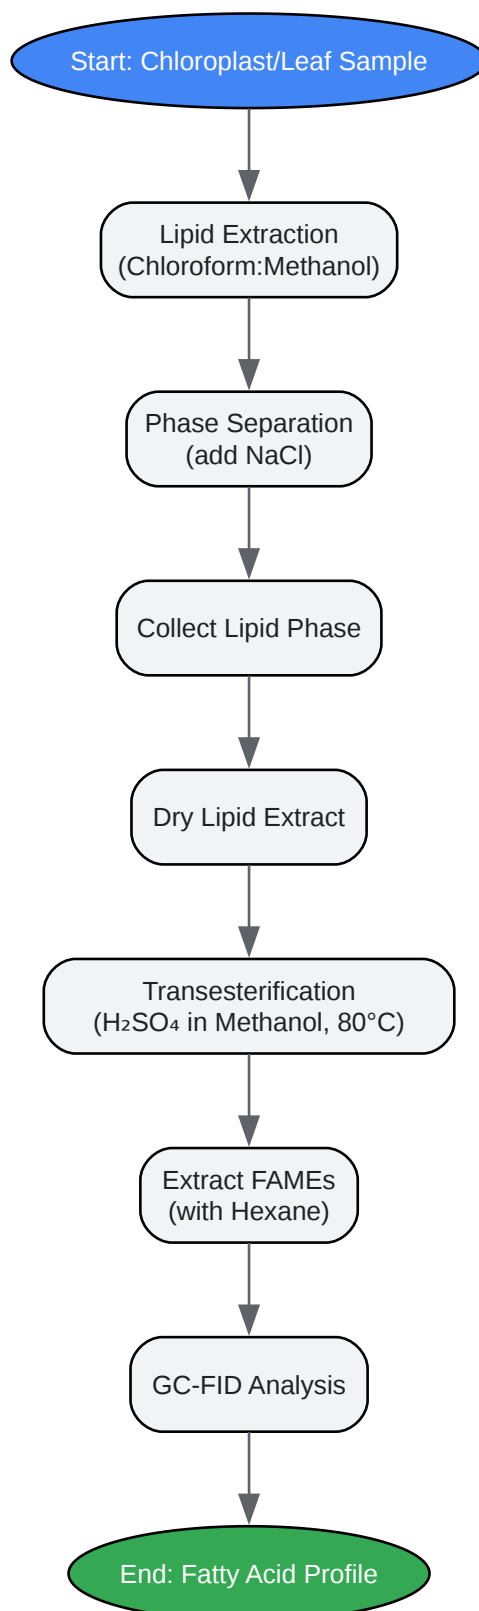 Start: Chloroplast/Leaf Sample
Lipid Extraction
(Chloroform:Methanol)
Phase Separation
(add NaCl)
Collect Lipid Phase
Dry Lipid Extract
Transesterification
(H₂SO₄ in Methanol, 80°C)
Extract FAMEs
(with Hexane)
GC-FID Analysis
End: Fatty Acid Profile